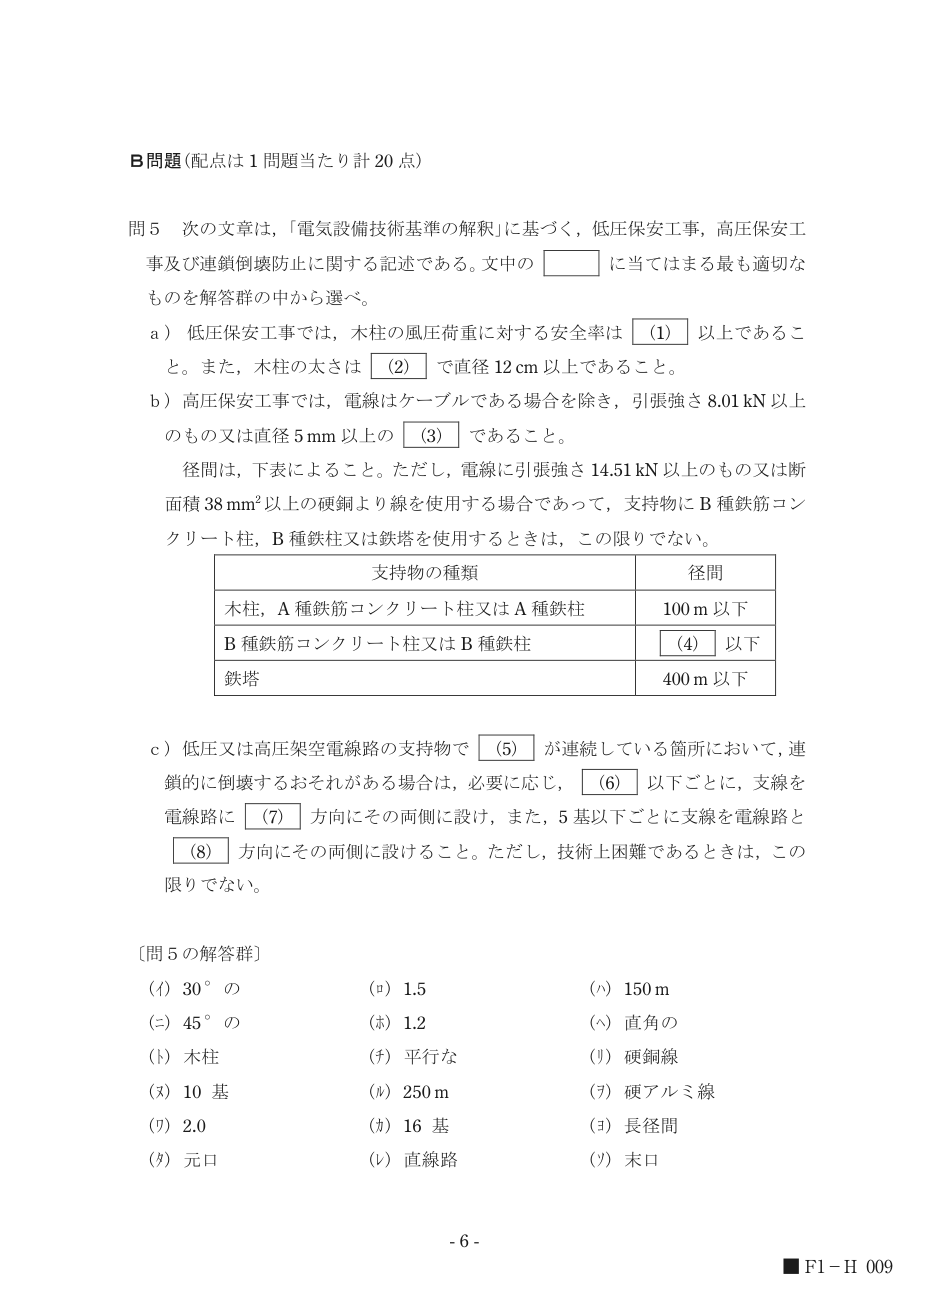 B問題(配点は1問題当たり計20点)
問5　次の文章は，「電気設備技術基準の解釈」に基づく，低圧保安工事，高圧保安工
事及び連鎖倒壊防止に関する記述である。文中の　　　に当てはまる最も適切な
ものを解答群の中から選べ。
a） 低圧保安工事では，木柱の風圧荷重に対する安全率は (1) 以上であるこ
と。また，木柱の太さは (2) で直径12 cm以上であること。
b）高圧保安工事では，電線はケーブルである場合を除き，引張強さ8.01 kN以上
のもの又は直径5 mm以上の (3) であること。
径間は，下表によること。ただし，電線に引張強さ14.51 kN以上のもの又は断
面積38 mm²以上の硬銅より線を使用する場合であって，支持物にB種鉄筋コン
クリート柱，B種鉄柱又は鉄塔を使用するときは，この限りでない。
支持物の種類　径間
木柱，A種鉄筋コンクリート柱又はA種鉄柱　100 m以下
B種鉄筋コンクリート柱又はB種鉄柱　(4) 以下
鉄塔　400 m以下
c）低圧又は高圧架空電線路の支持物で (5) が連続している箇所において，連
鎖的に倒壊するおそれがある場合は，必要に応じ， (6) 以下ごとに，支線を
電線路に (7) 方向にその両側に設け，また，5基以下ごとに支線を電線路と
(8) 方向にその両側に設けること。ただし，技術上困難であるときは，この
限りでない。
〔問5の解答群〕
(イ) 30°の　(ロ) 1.5　(ハ) 150 m
(ニ) 45°の　(ホ) 1.2　(ヘ) 直角の
(ト) 木柱　(チ) 平行な　(リ) 硬銅線
(ヌ) 10 基　(ル) 250 m　(ヲ) 硬アルミ線
(ワ) 2.0　(カ) 16 基　(ヨ) 長径間
(タ) 元口　(レ) 直線路　(ソ) 末口
- 6 -
■F1－H 009